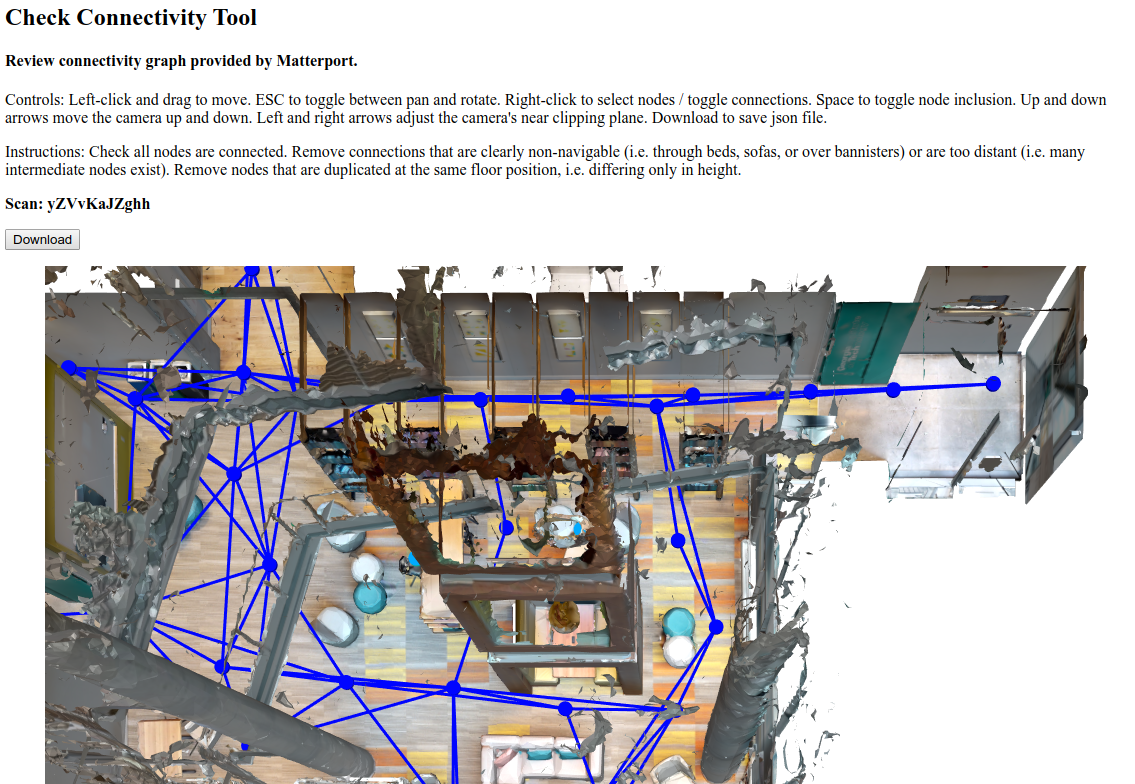 Check Connectivity Tool
Review connectivity graph provided by Matterport.
Controls: Left-click and drag to move. ESC to toggle between pan and rotate. Right-click to select nodes / toggle connections. Space to toggle node inclusion. Up and down
arrows move the camera up and down. Left and right arrows adjust the camera's near clipping plane. Download to save json file.
Instructions: Check all nodes are connected. Remove connections that are clearly non-navigable (i.e. through beds, sofas, or over bannisters) or are too distant (i.e. many
intermediate nodes exist). Remove nodes that are duplicated at the same floor position, i.e. differing only in height.
Scan: yZVvKaJZghh
Download